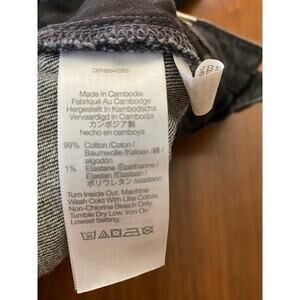 Made In Cambodia
Fabriqué Au Cambodge
Hergestellt In Kambodscha
Vervaardigd In Cambodja
カンボジア製
hecho en camboya
99% Cotton /Coton /
Baumwolle /Katoen / 綿 /
algodón
1% Elastane /Élasthanne /
Elastan /Elastaan /
ポリウレタン /elastano
Turn Inside Out. Machine
Wash Cold With Like Colors.
Non-Chlorine Bleach Only.
Tumble Dry Low. Iron On
Lowest Setting.